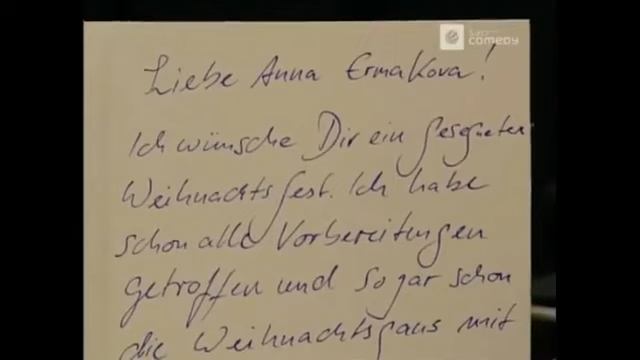 comedy
Liebe Anna Ermakova!
Ich wünsche Dir ein gesegneten
Weihnachtsfest. Ich habe
schon alle Vorbereitungen
getroffen und sogar schon
die Weihnachtsgans mit